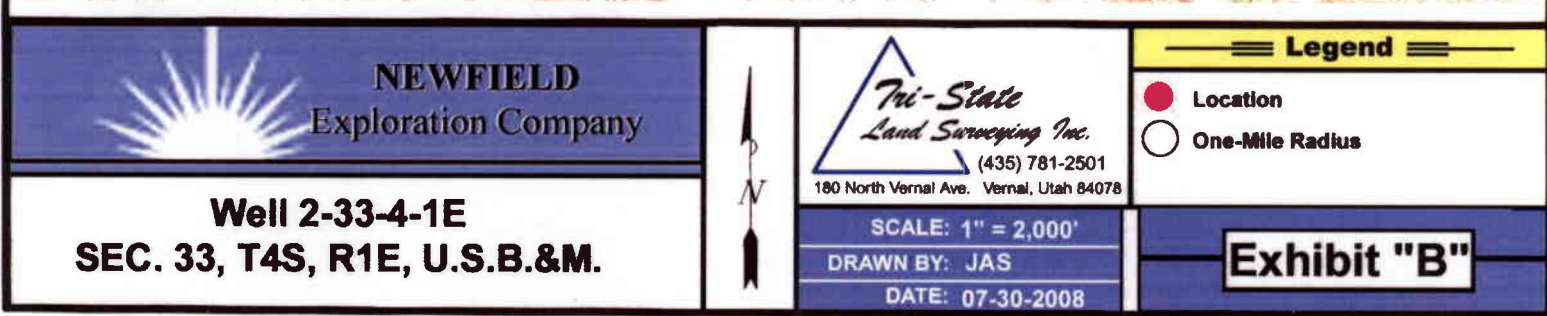 NEWFIELD
Exploration Company
Well 2-33-4-1E
SEC. 33, T4S, R1E, U.S.B.&M.
N
Tri-State
Land Surveying Inc.
(435) 781-2501
180 North Vernal Ave. Vernal, Utah 84078
SCALE: 1" = 2,000'
DRAWN BY: JAS
DATE: 07-30-2008
Legend
Location
One-Mile Radius
Exhibit "B"